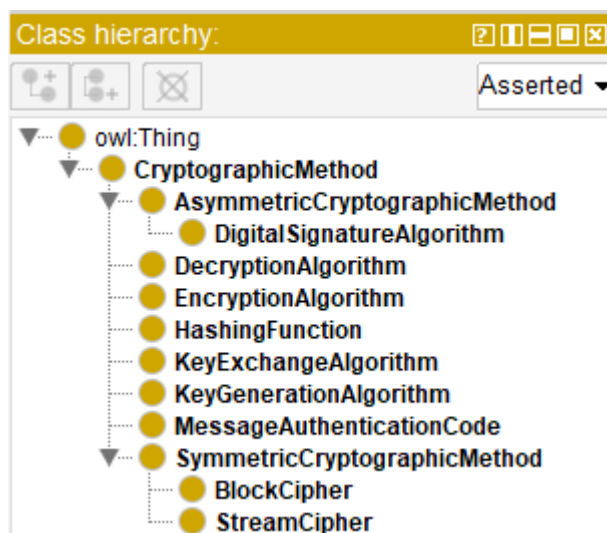 Class hierarchy:
Asserted
owl:Thing
CryptographicMethod
AsymmetricCryptographicMethod
DigitalSignatureAlgorithm
DecryptionAlgorithm
EncryptionAlgorithm
HashingFunction
KeyExchangeAlgorithm
KeyGenerationAlgorithm
MessageAuthenticationCode
SymmetricCryptographicMethod
BlockCipher
StreamCipher